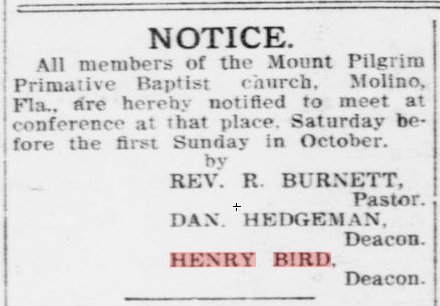 NOTICE.
All members of the Mount Pilgrim
Primative Baptist church, Molino,
Fla., are hereby notified to meet at
conference at that place, Saturday be-
fore the first Sunday in October.
by
REV. R. BURNETT,
Pastor.
DAN. HEDGEMAN,
Deacon.
HENRY BIRD,
Deacon.